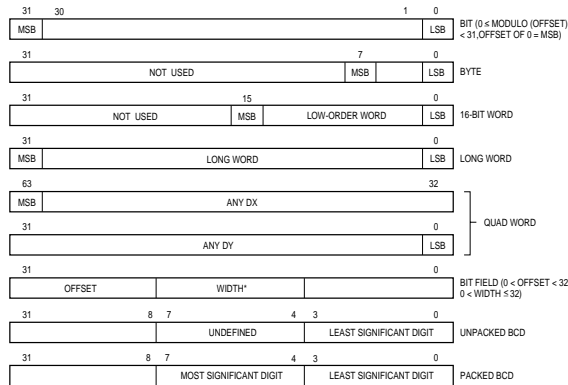 31 30 1 0
MSB LSB BIT (0 ≤ MODULO (OFFSET)
< 31,OFFSET OF 0 = MSB)
31 7 0
NOT USED MSB LSB BYTE
31 15 0
NOT USED MSB LOW-ORDER WORD LSB 16-BIT WORD
31 0
MSB LONG WORD LSB LONG WORD
63 32
MSB ANY DX
QUAD WORD
31 0
ANY DY LSB
31 0
OFFSET WIDTH* BIT FIELD (0 < OFFSET < 32
0 < WIDTH ≤ 32)
31 8 7 4 3 0
UNDEFINED LEAST SIGNIFICANT DIGIT UNPACKED BCD
31 8 7 4 3 0
MOST SIGNIFICANT DIGIT LEAST SIGNIFICANT DIGIT PACKED BCD